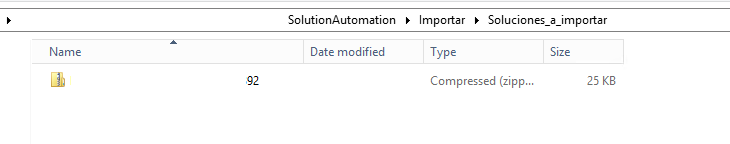 SolutionAutomation Importar Soluciones_a_importar
Name Date modified Type Size
92 Compressed (zipp... 25 KB